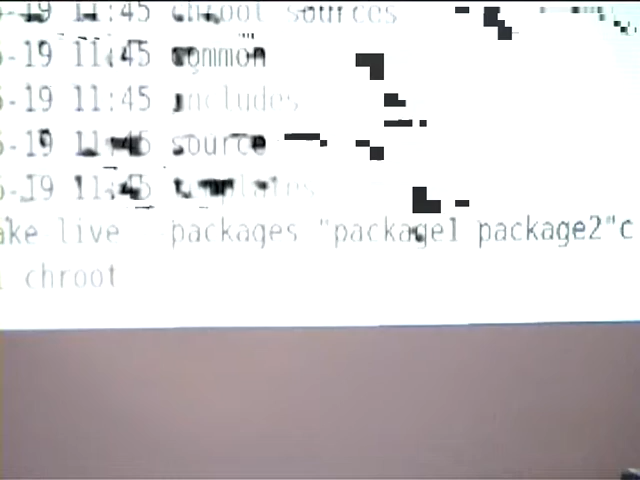 -19 11:45 chroot sources
-19 11:45 common
-19 11:45 includes
-19 11:45 source
-19 11:45 templates
ake live packages "package1 package2"c
chroot